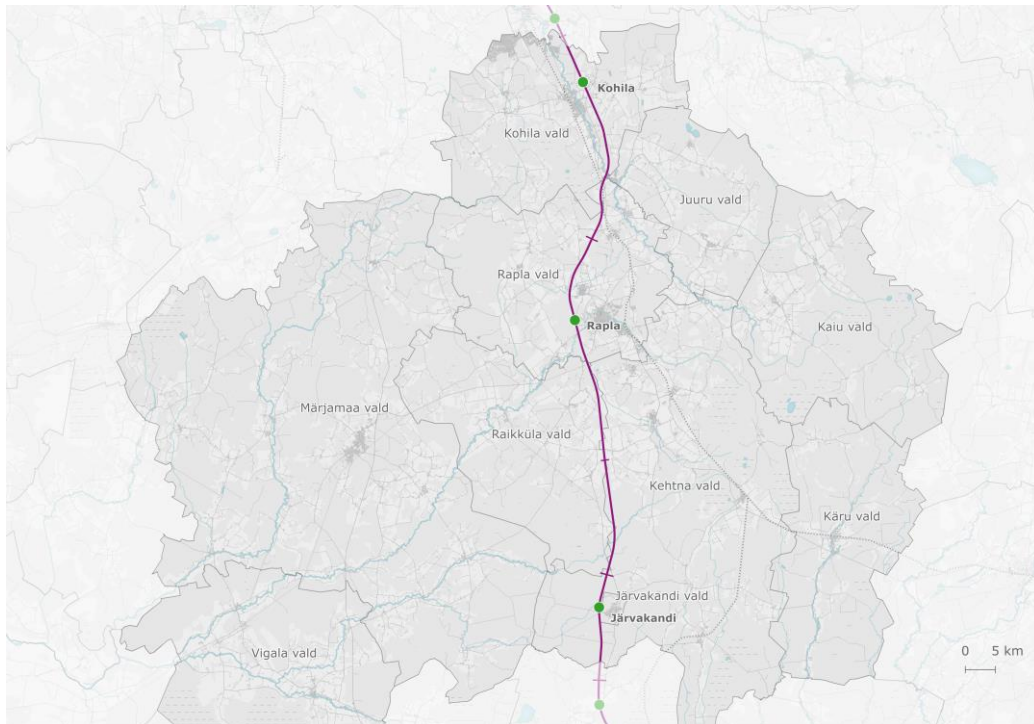 Kohila
Kohila vald
Juuru vald
Rapla vald
Rapla
Kaiu vald
Märjamaa vald
Raikküla vald
Kehtna vald
Käru vald
Järvakandi vald
Järvakandi
Vigala vald
0 5 km